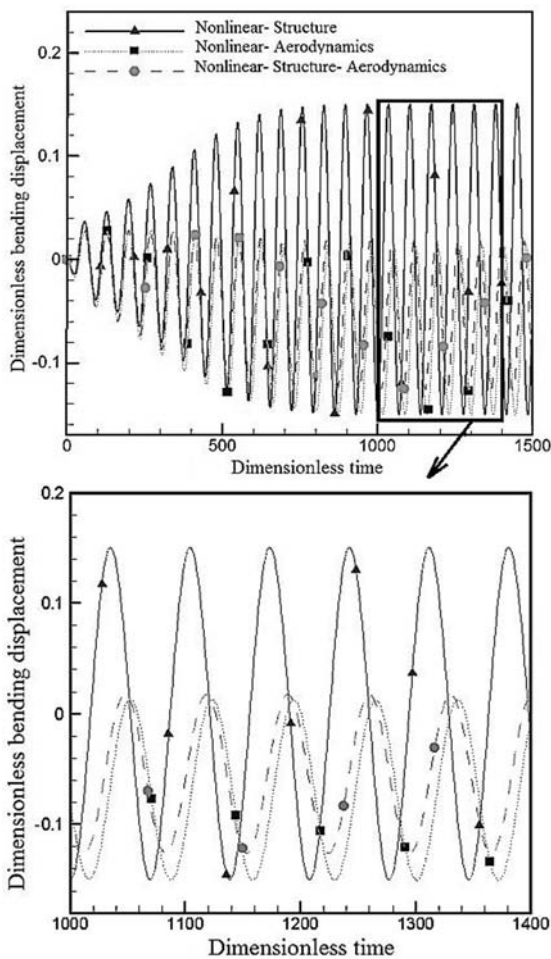 0.2
Nonlinear- Structure
Nonlinear- Aerodynamics
Nonlinear- Structure- Aerodynamics
0.1
0
-0.1
Dimensionless bending displacement
0 500 1000 1500
Dimensionless time
0.2
0.1
0
-0.1
Dimensionless bending displacement
1000 1100 1200 1300 1400
Dimensionless time